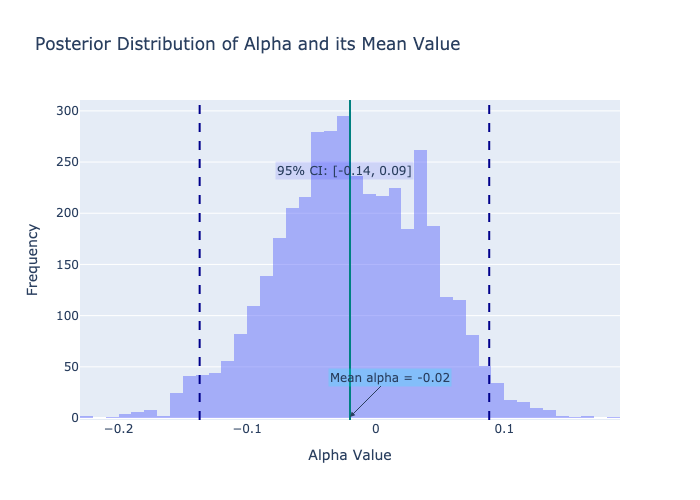 Posterior Distribution of Alpha and its Mean Value
300
250
200
150
100
50
0
Frequency
95% CI: [-0.14, 0.09]
Mean alpha = -0.02
−0.2
−0.1
0
0.1
Alpha Value